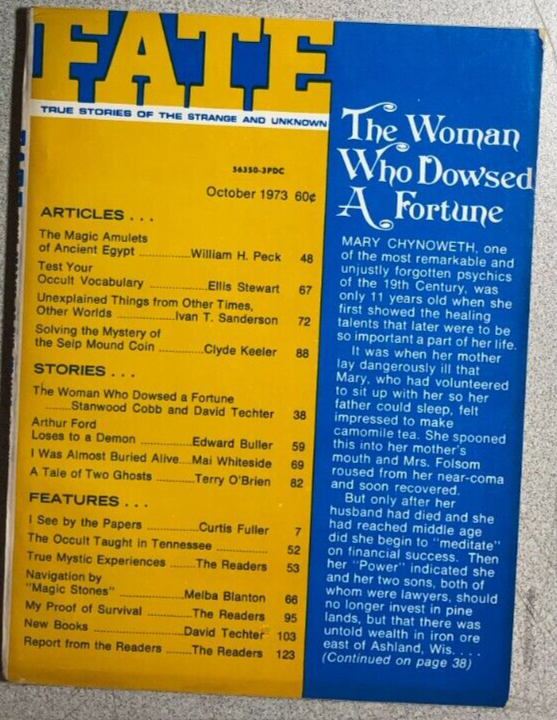 FATE
TRUE STORIES OF THE STRANGE AND UNKNOWN
56350-3PDC
October 1973 60¢
ARTICLES . . .
The Magic Amulets
of Ancient Egypt ..............William H. Peck 48
Test Your
Occult Vocabulary ................Ellis Stewart 67
Unexplained Things from Other Times,
Other Worlds ..............Ivan T. Sanderson 72
Solving the Mystery of
the Seip Mound Coin ..........Clyde Keeler 88
STORIES . . .
The Woman Who Dowsed a Fortune
.......Stanwood Cobb and David Techter 38
Arthur Ford
Loses to a Demon ..............Edward Buller 59
I Was Almost Buried Alive....Mai Whiteside 69
A Tale of Two Ghosts ...........Terry O'Brien 82
FEATURES . . .
I See by the Papers ..............Curtis Fuller 7
The Occult Taught in Tennessee .............. 52
True Mystic Experiences .......The Readers 53
Navigation by
"Magic Stones" ...................Melba Blanton 66
My Proof of Survival ............The Readers 95
New Books .........................David Techter 103
Report from the Readers .......The Readers 123
The Woman
Who Dowsed
A Fortune
MARY CHYNOWETH, one
of the most remarkable and
unjustly forgotten psychics
of the 19th Century, was
only 11 years old when she
first showed the healing
talents that later were to be
so important a part of her life.
It was when her mother
lay dangerously ill that
Mary, who had volunteered
to sit up with her so her
father could sleep, felt
impressed to make
camomile tea. She spooned
this into her mother's
mouth and Mrs. Folsom
roused from her near-coma
and soon recovered.
But only after her
husband had died and she
had reached middle age
did she begin to "meditate"
on financial success. Then
her "Power" indicated she
and her two sons, both of
whom were lawyers, should
no longer invest in pine
lands, but that there was
untold wealth in iron ore
east of Ashland, Wis. . . .
(Continued on page 38)